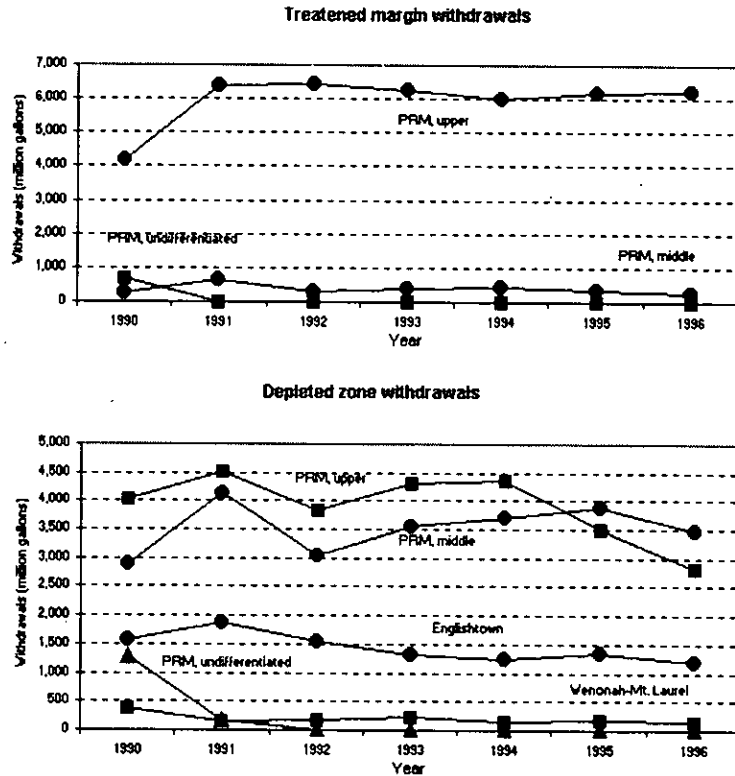 Treatened margin withdrawals
7,000
6,000
5,000
4,000
3,000
2,000
1,000
0
Withdrawals (million gallons)
PRM, upper
PRM, undifferentiated
PRM, middle
1990 1991 1992 1993 1994 1995 1996
Year
Depleted zone withdrawals
5,000
4,500
4,000
3,500
3,000
2,500
2,000
1,500
1,000
500
0
Withdrawals (million gallons)
PRM, upper
PRM, middle
Englishtown
PRM, undifferentiated
Wenonah-Mt. Laurel
1990 1991 1992 1993 1994 1995 1996
Year